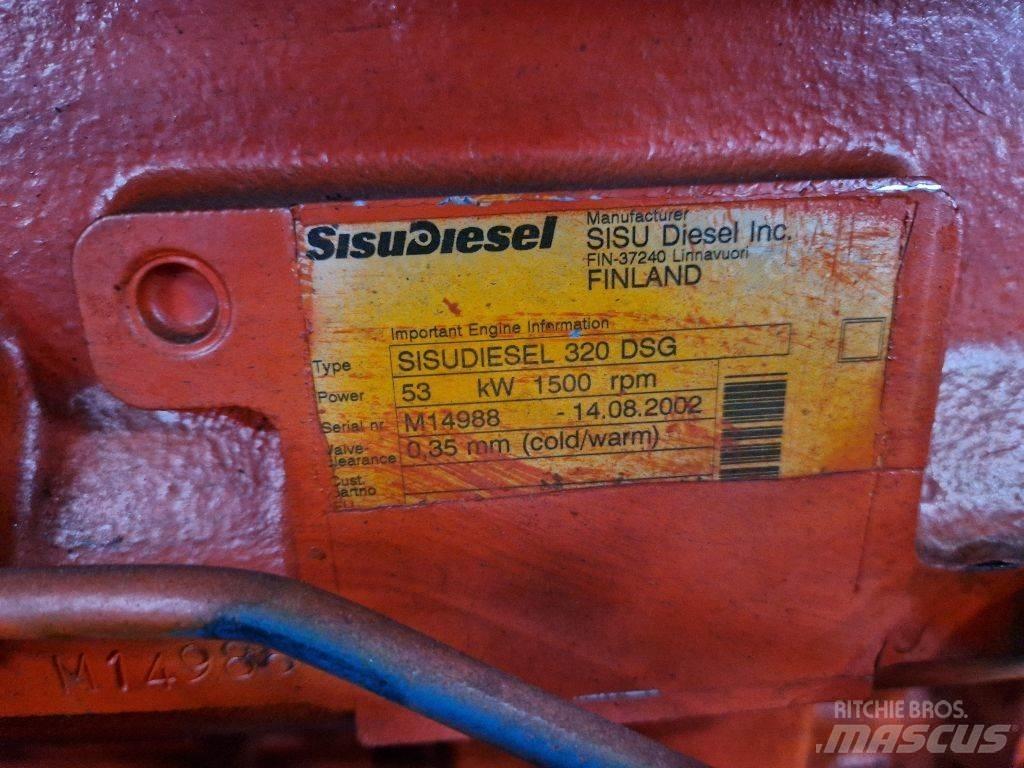 SisuDiesel
Manufacturer
SISU Diesel Inc.
FIN-37240 Linnavuori
FINLAND
Important Engine Information
Type SISUDIESEL 320 DSG
Power 53 kW 1500 rpm
Serial nr M14988 - 14.08.2002
Valve-
clearance 0,35 mm (cold/warm)
Cust.
partno
M14988
RITCHIE BROS.
MASCUS